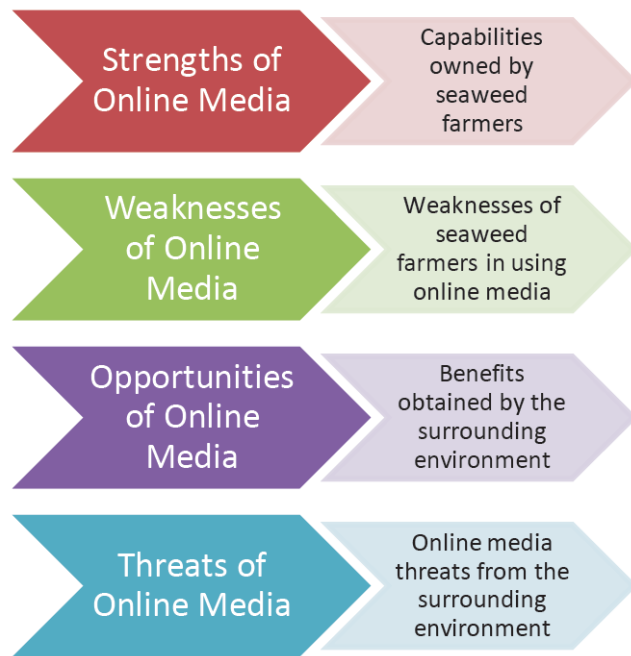 Strengths of
Online Media
Capabilities
owned by
seaweed
farmers
Weaknesses
of Online
Media
Weaknesses of
seaweed
farmers in using
online media
Opportunities
of Online
Media
Benefits
obtained by the
surrounding
environment
Threats of
Online Media
Online media
threats from the
surrounding
environment